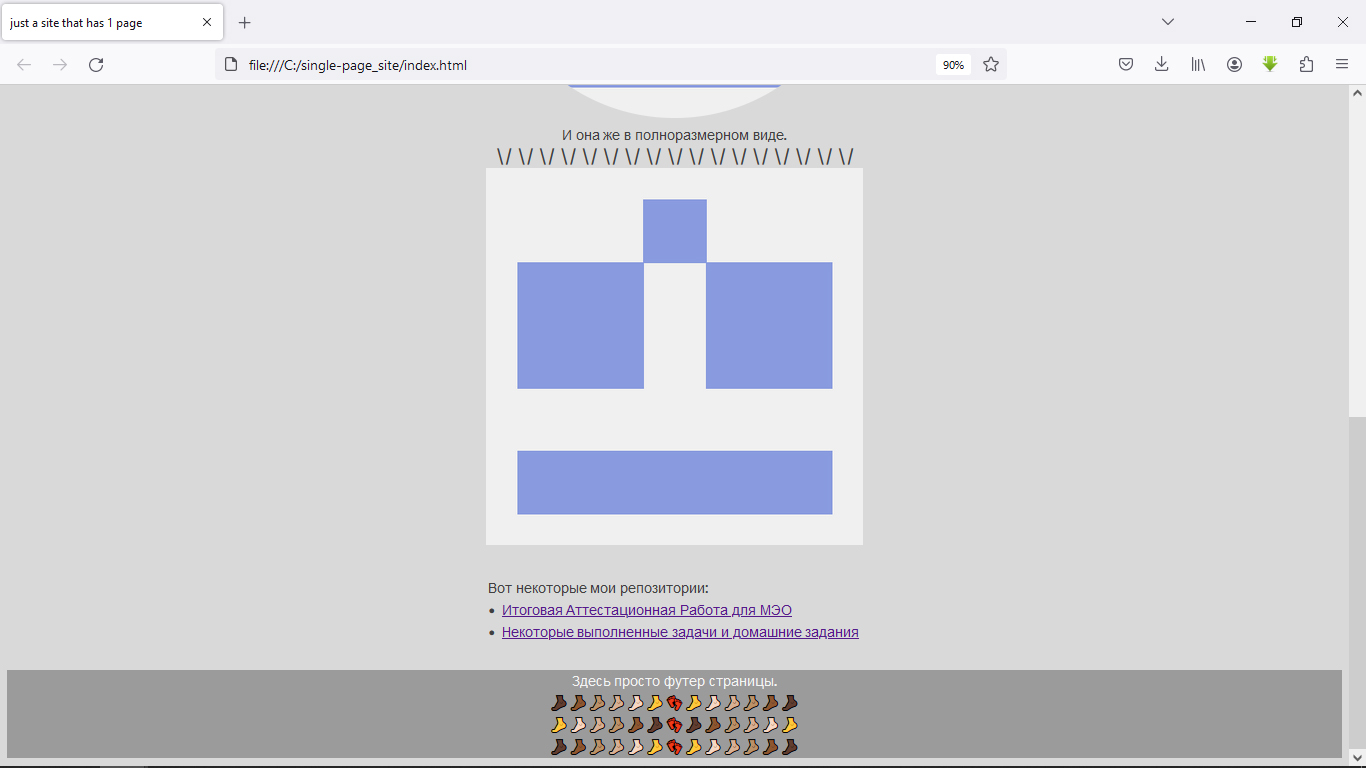 just a site that has 1 page
file:///C:/single-page_site/index.html
90%
И она же в полноразмерном виде.
\/ \/ \/ \/ \/ \/ \/ \/ \/ \/ \/ \/ \/ \/ \/ \/ \/
Вот некоторые мои репозитории:
• Итоговая Аттестационная Работа для МЭО
• Некоторые выполненные задачи и домашние задания
Здесь просто футер страницы.